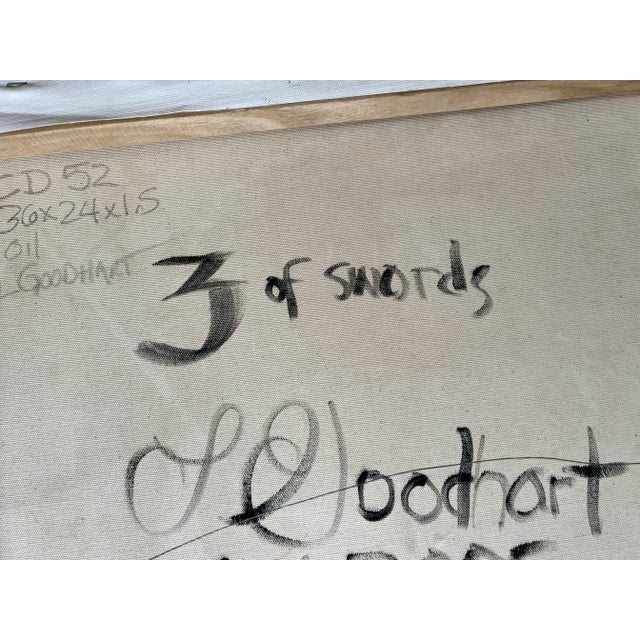 CD 52
36x24x1.5
oil
L GOODHART
3 of swords
L Goodhart